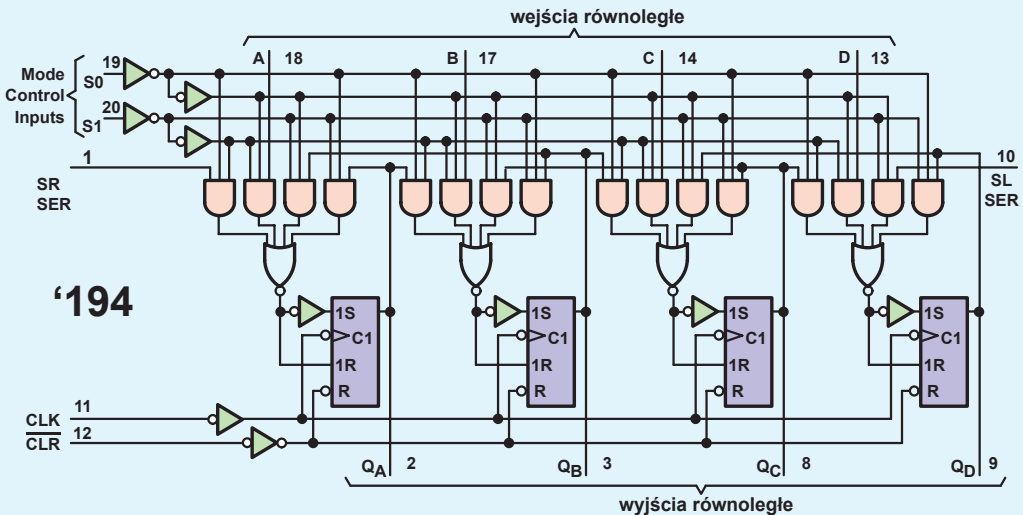 wejścia równoległe
A 18 B 17 C 14 D 13
Mode
Control
Inputs
19
S0
20
S1
1
SR
SER
10
SL
SER
'194
1S
C1
1R
R
1S
C1
1R
R
1S
C1
1R
R
1S
C1
1R
R
11
CLK
12
CLR
QA 2 QB 3 QC 8 QD 9
wyjścia równoległe